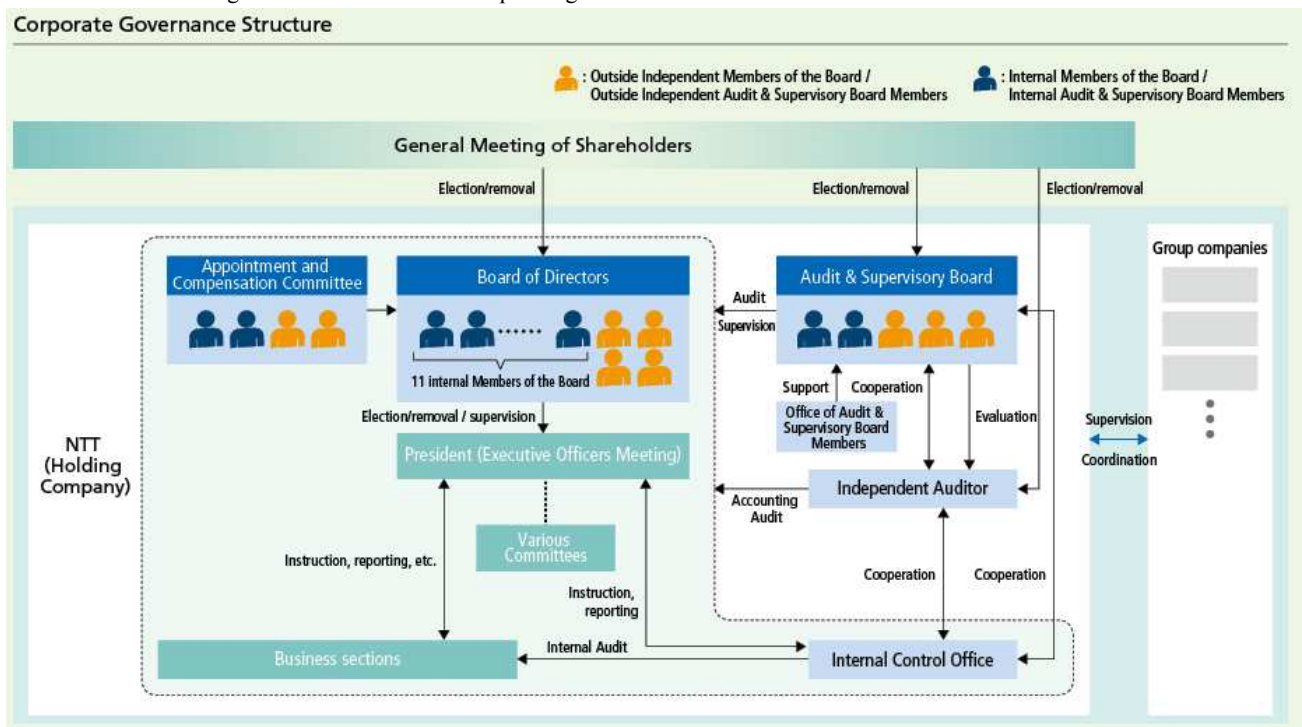 Corporate Governance Structure
: Outside Independent Members of the Board /
Outside Independent Audit & Supervisory Board Members
: Internal Members of the Board /
Internal Audit & Supervisory Board Members
General Meeting of Shareholders
Election/removal
Election/removal
Election/removal
NTT
(Holding
Company)
Appointment and
Compensation Committee
Board of Directors
11 internal Members of the Board
Audit
Supervision
Audit & Supervisory Board
Support
Cooperation
Evaluation
Office of Audit &
Supervisory Board
Members
Election/removal / supervision
President (Executive Officers Meeting)
Various
Committees
Accounting
Audit
Independent Auditor
Instruction, reporting, etc.
Instruction,
reporting
Cooperation
Cooperation
Business sections
Internal Audit
Internal Control Office
Supervision
Coordination
Group companies